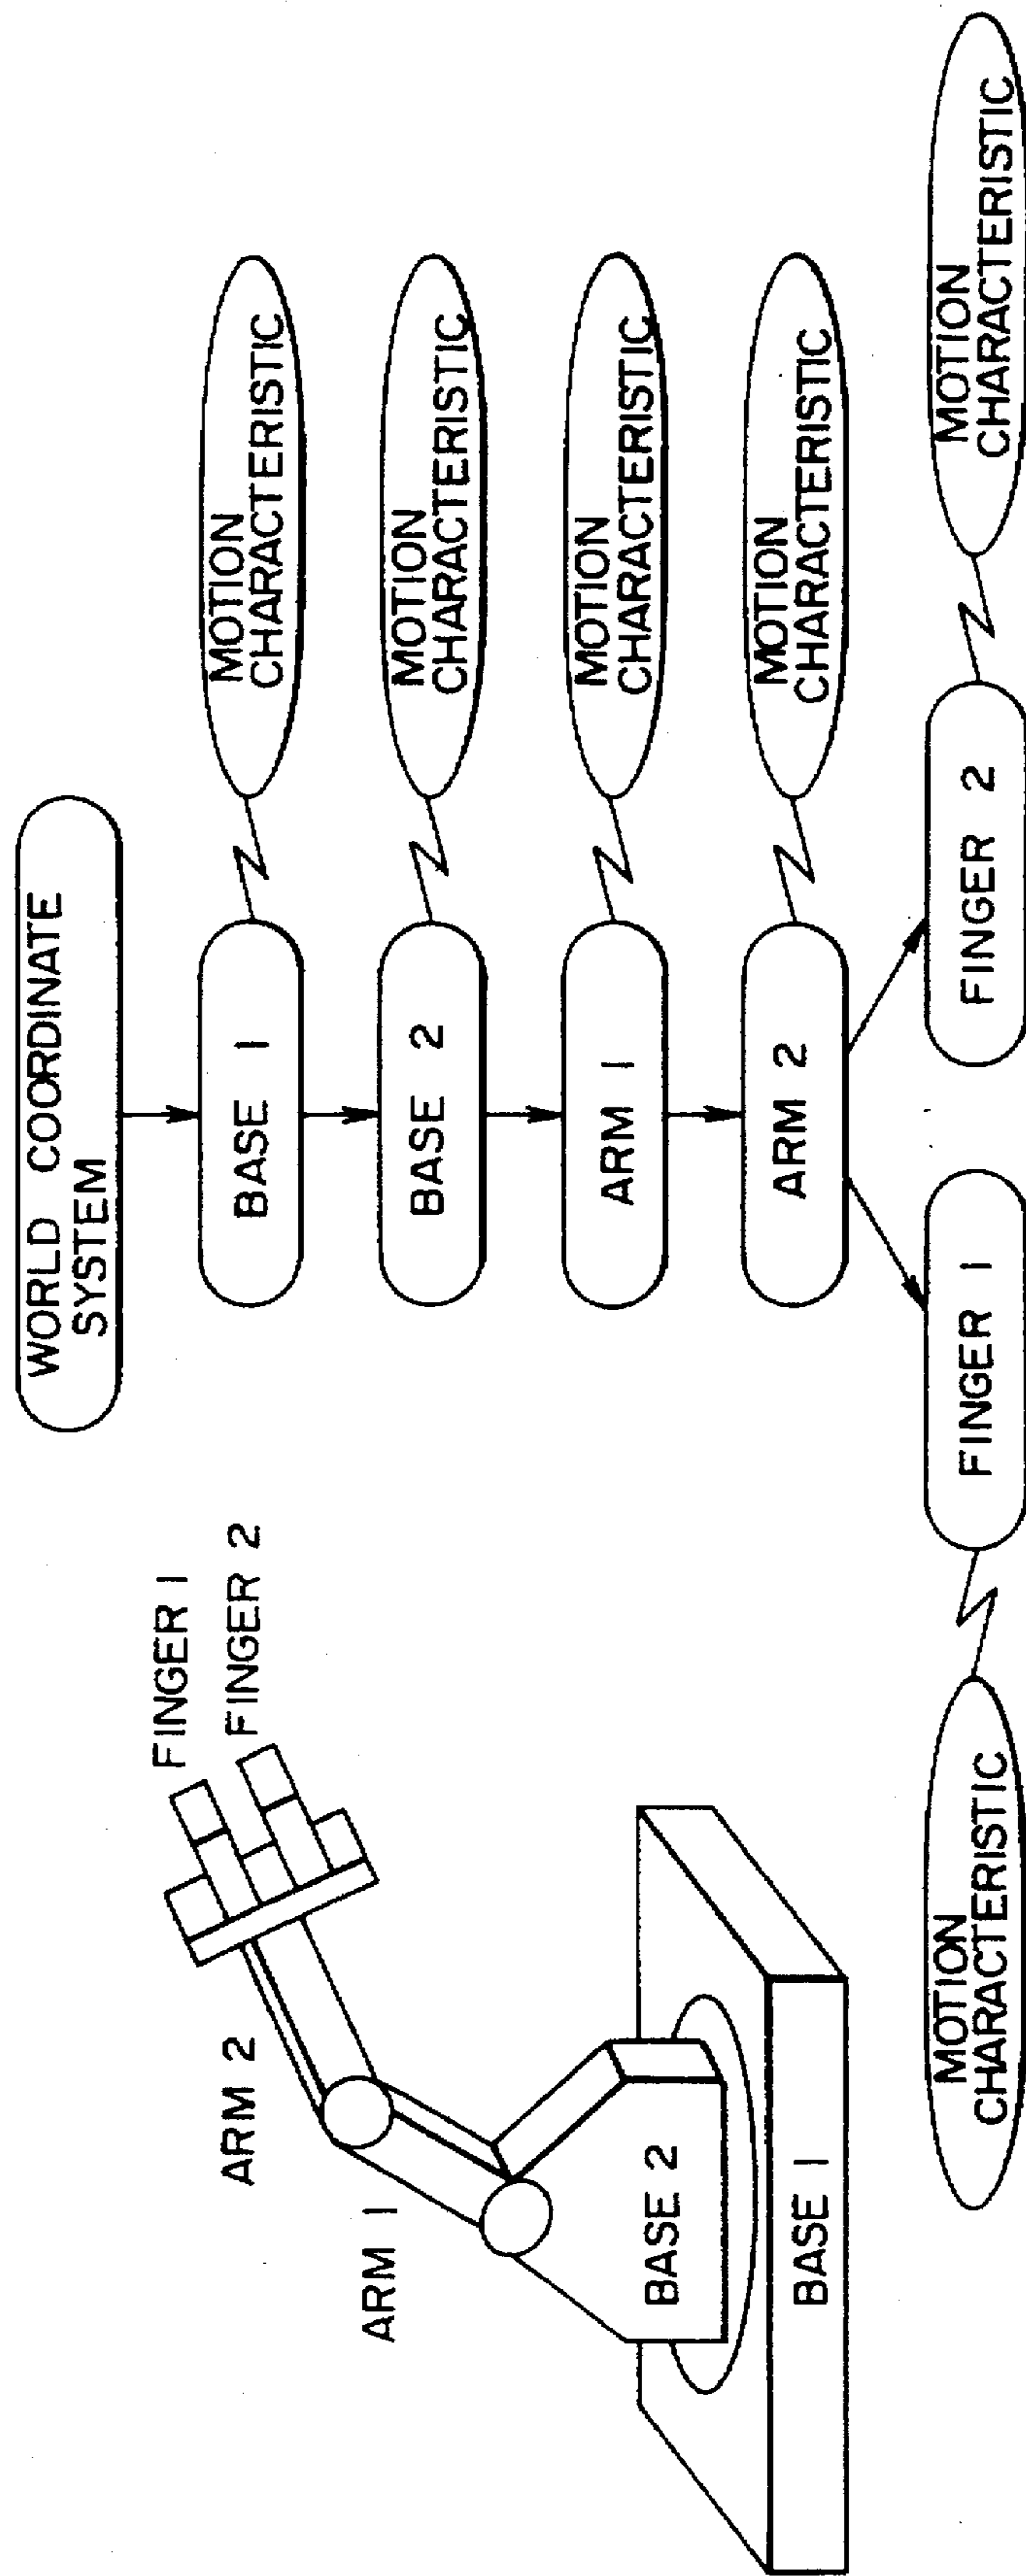 FINGER 1
FINGER 2
ARM 2
ARM 1
BASE 2
BASE 1
WORLD COORDINATE
SYSTEM
BASE 1
MOTION
CHARACTERISTIC
BASE 2
MOTION
CHARACTERISTIC
ARM 1
MOTION
CHARACTERISTIC
ARM 2
MOTION
CHARACTERISTIC
MOTION
CHARACTERISTIC
FINGER 1
FINGER 2
MOTION
CHARACTERISTIC